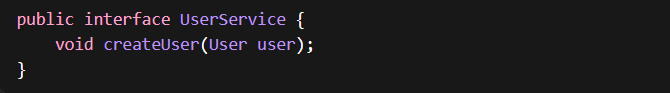 public interface UserService {
    void createUser(User user);
}